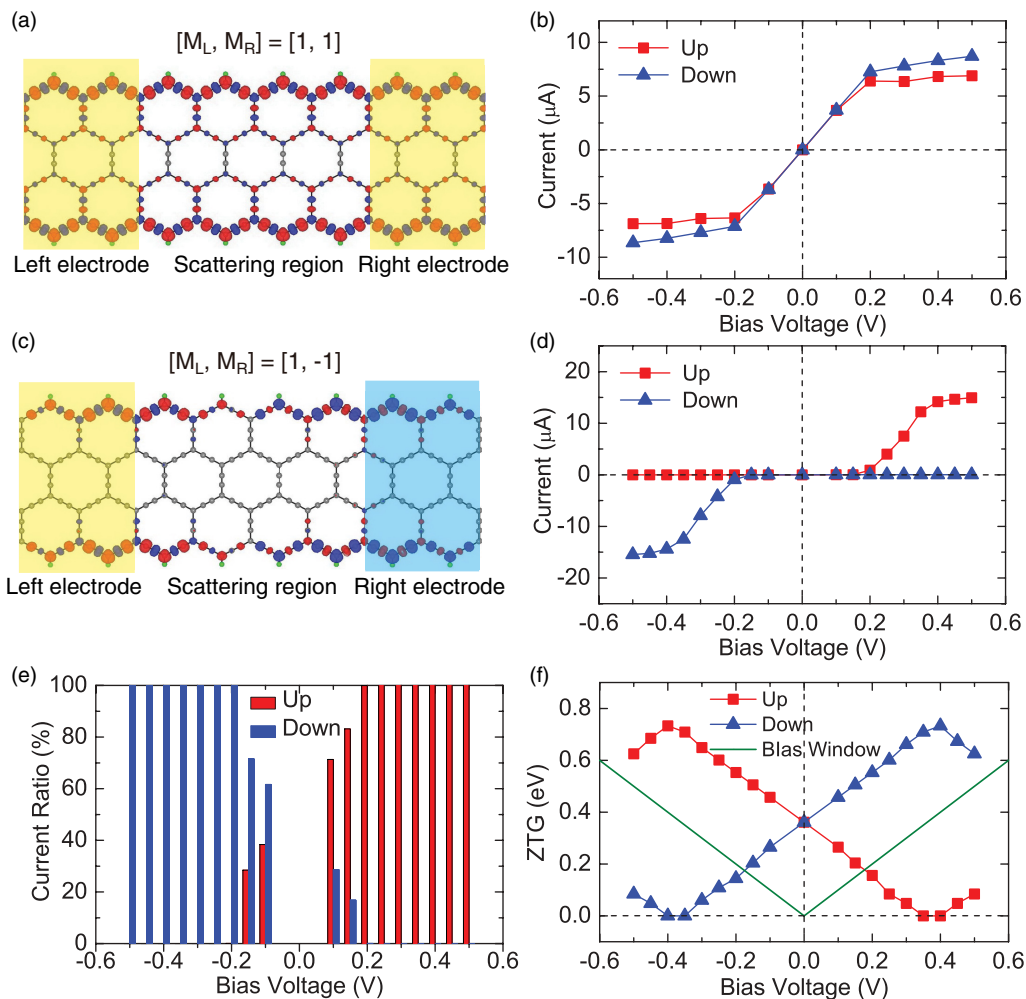 (a)
[M_L, M_R] = [1, 1]
Left electrode Scattering region Right electrode
(b)
Up
Down
Current (μA)
10
5
0
-5
-10
-0.6 -0.4 -0.2 0.0 0.2 0.4 0.6
Bias Voltage (V)
(c)
[M_L, M_R] = [1, -1]
Left electrode Scattering region Right electrode
(d)
Up
Down
Current (μA)
20
10
0
-10
-20
-0.6 -0.4 -0.2 0.0 0.2 0.4 0.6
Bias Voltage (V)
(e)
Up
Down
Current Ratio (%)
100
80
60
40
20
0
-0.6 -0.4 -0.2 0.0 0.2 0.4 0.6
Bias Voltage (V)
(f)
Up
Down
BIas Window
ZTG (eV)
0.8
0.6
0.4
0.2
0.0
-0.6 -0.4 -0.2 0.0 0.2 0.4 0.6
Bias Voltage (V)